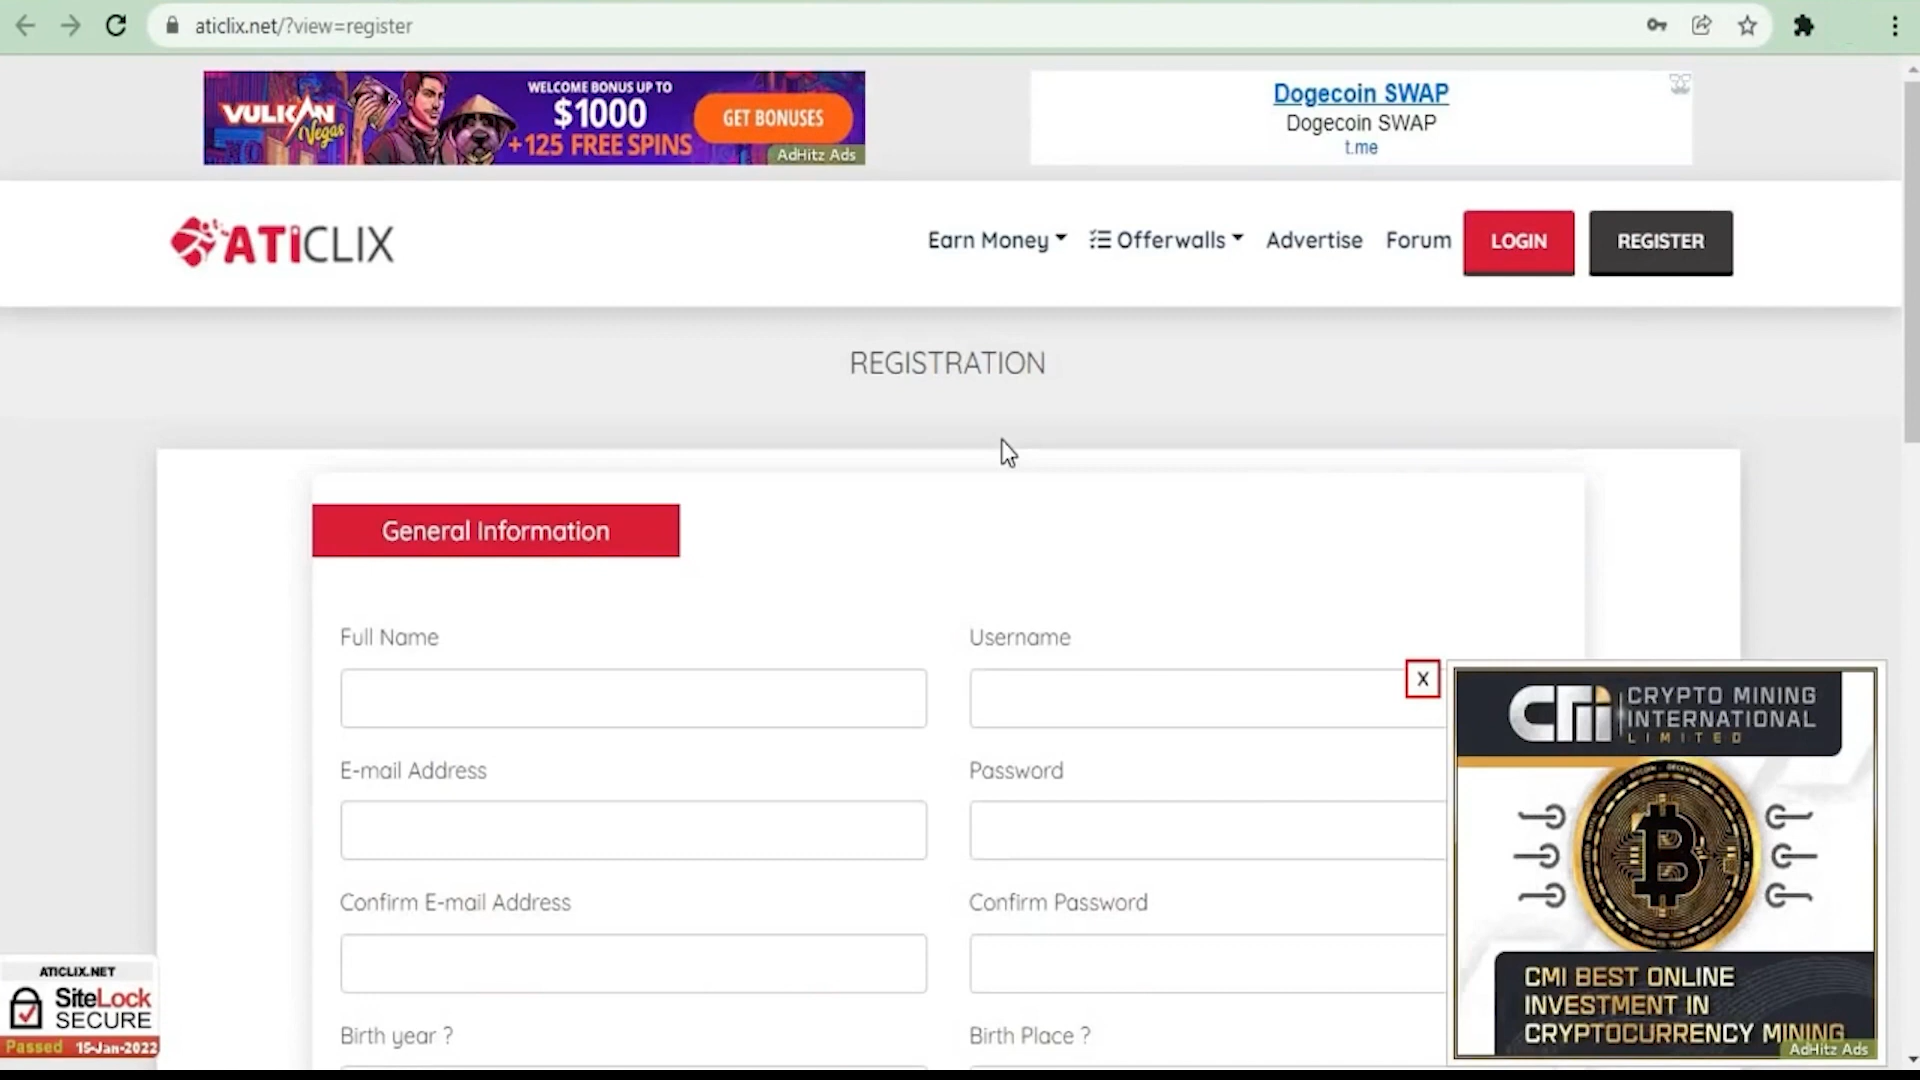 aticlix.net/?view=register
VULKAN
Vegas
WELCOME BONUS UP TO
$1000
+125 FREE SPINS
GET BONUSES
AdHitz Ads
Dogecoin SWAP
Dogecoin SWAP
t.me
ATICLIX
Earn Money
Offerwalls
Advertise
Forum
LOGIN
REGISTER
REGISTRATION
General Information
Full Name
Username
E-mail Address
Password
Confirm E-mail Address
Confirm Password
Birth year ?
Birth Place ?
X
CMI
CRYPTO MINING
INTERNATIONAL
LIMITED
CMI BEST ONLINE
INVESTMENT IN
CRYPTOCURRENCY MINING
AdHitz Ads
ATICLIX.NET
SiteLock
SECURE
Passed 15-Jan-2022